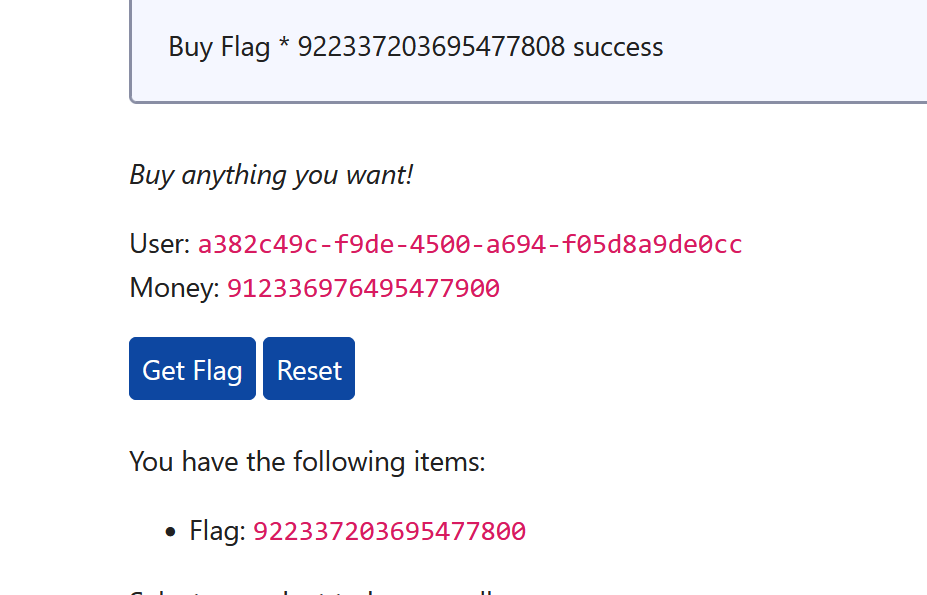 Buy Flag * 922337203695477808 success
Buy anything you want!
User: a382c49c-f9de-4500-a694-f05d8a9de0cc
Money: 912336976495477900
Get Flag Reset
You have the following items:
• Flag: 922337203695477800